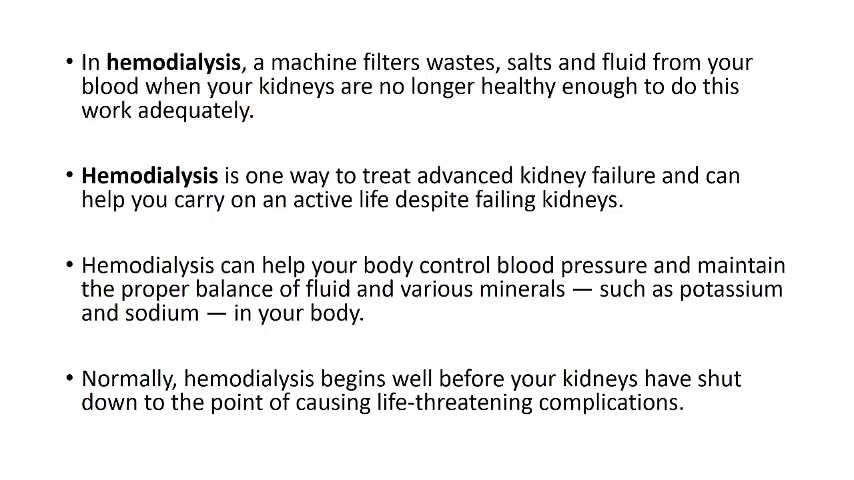 • In hemodialysis, a machine filters wastes, salts and fluid from your
blood when your kidneys are no longer healthy enough to do this
work adequately.
• Hemodialysis is one way to treat advanced kidney failure and can
help you carry on an active life despite failing kidneys.
• Hemodialysis can help your body control blood pressure and maintain
the proper balance of fluid and various minerals — such as potassium
and sodium — in your body.
• Normally, hemodialysis begins well before your kidneys have shut
down to the point of causing life-threatening complications.